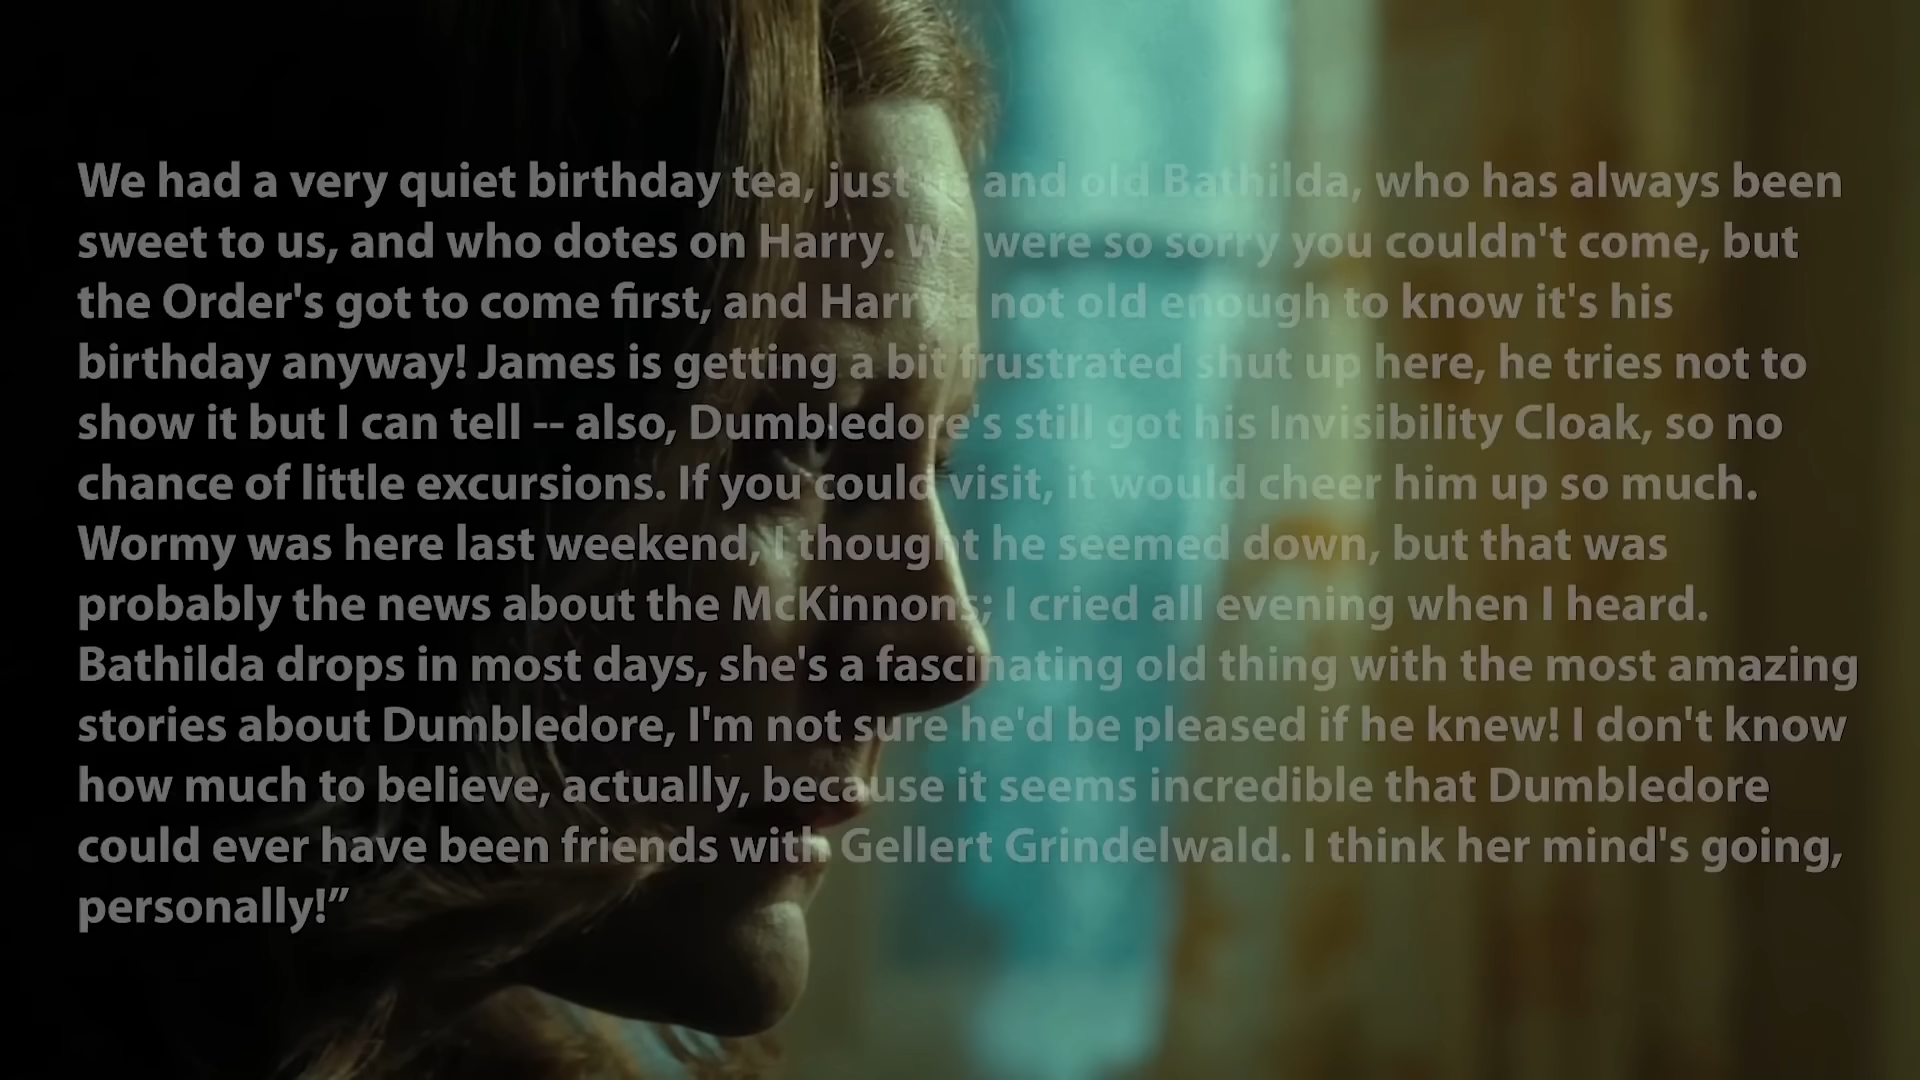 We had a very quiet birthday tea, just us and old Bathilda, who has always been
sweet to us, and who dotes on Harry. We were so sorry you couldn't come, but
the Order's got to come first, and Harry's not old enough to know it's his
birthday anyway! James is getting a bit frustrated shut up here, he tries not to
show it but I can tell -- also, Dumbledore's still got his Invisibility Cloak, so no
chance of little excursions. If you could visit, it would cheer him up so much.
Wormy was here last weekend, I thought he seemed down, but that was
probably the news about the McKinnons; I cried all evening when I heard.
Bathilda drops in most days, she's a fascinating old thing with the most amazing
stories about Dumbledore, I'm not sure he'd be pleased if he knew! I don't know
how much to believe, actually, because it seems incredible that Dumbledore
could ever have been friends with Gellert Grindelwald. I think her mind's going,
personally!”